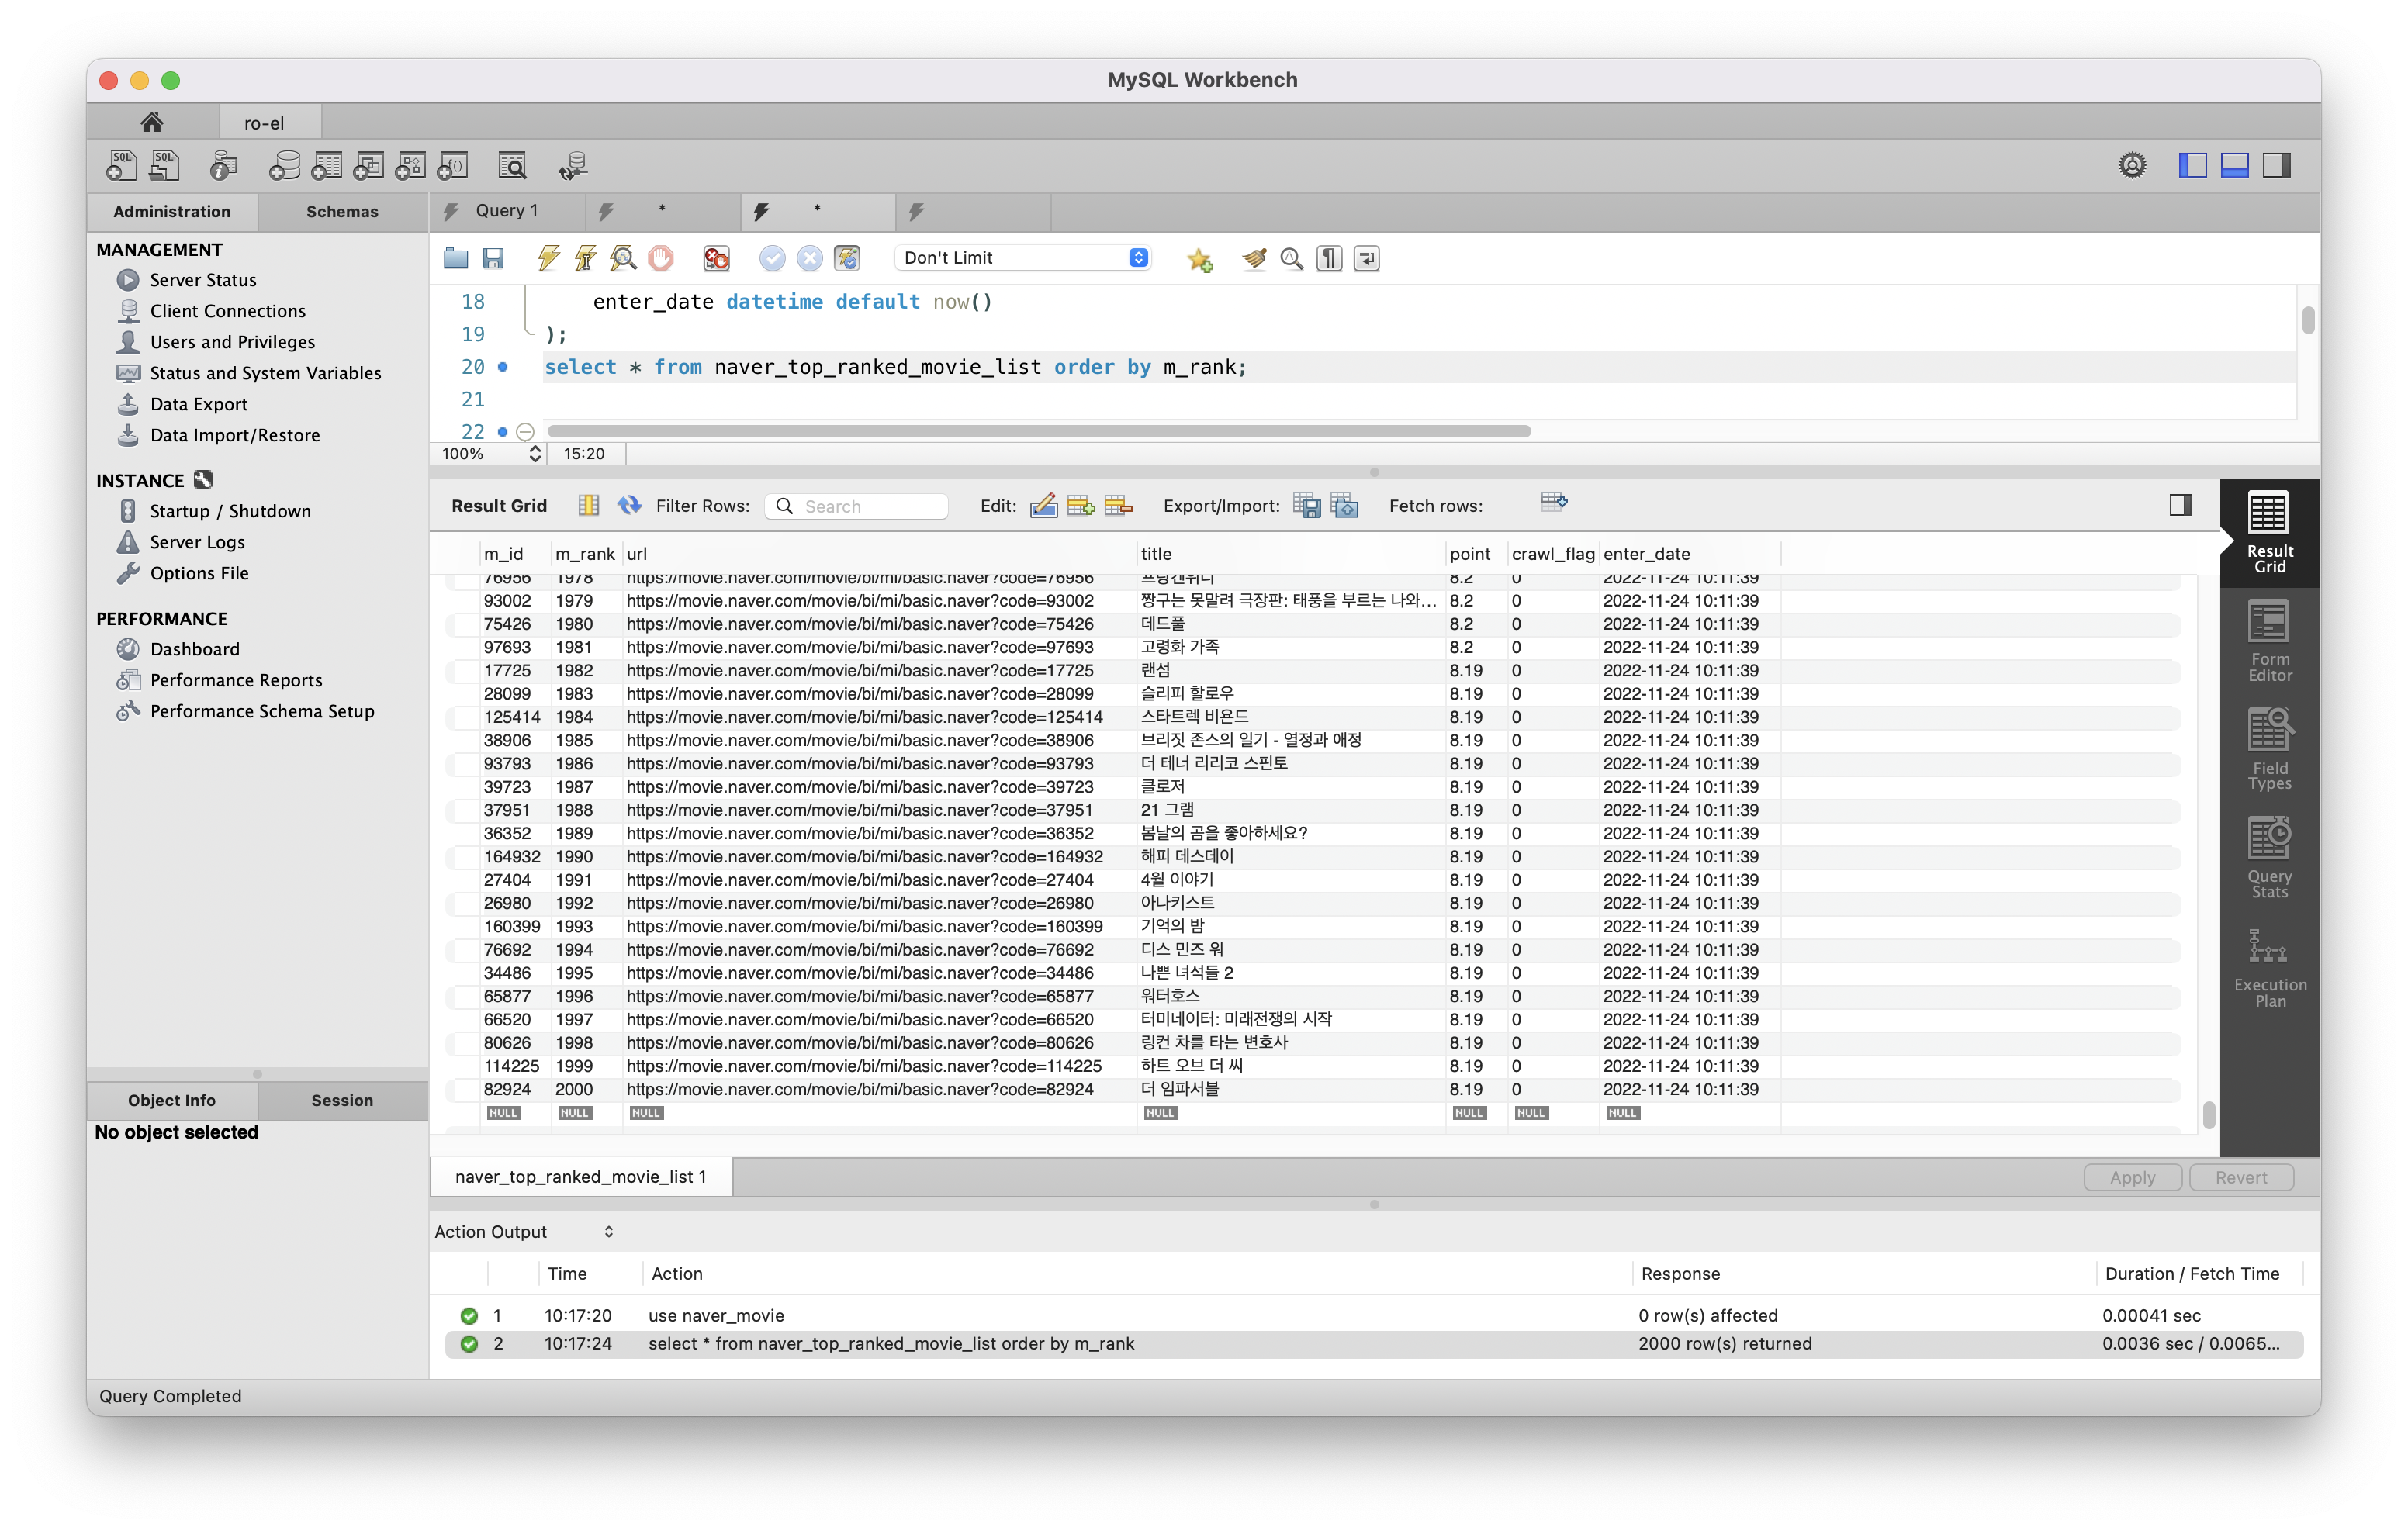 MySQL Workbench
ro-el
Administration Schemas
Query 1 * *
MANAGEMENT
Server Status
Client Connections
Users and Privileges
Status and System Variables
Data Export
Data Import/Restore
INSTANCE
Startup / Shutdown
Server Logs
Options File
PERFORMANCE
Dashboard
Performance Reports
Performance Schema Setup
Object Info Session
No object selected
Don't Limit
18 enter_date datetime default now()
19 );
20 select * from naver_top_ranked_movie_list order by m_rank;
21
22
100% 15:20
Result Grid Filter Rows: Search Edit: Export/Import: Fetch rows:
m_id m_rank url title point crawl_flag enter_date
76956 1978 https://movie.naver.com/movie/bi/mi/basic.naver?code=76956 프랑켄위니 8.2 0 2022-11-24 10:11:39
93002 1979 https://movie.naver.com/movie/bi/mi/basic.naver?code=93002 짱구는 못말려 극장판: 태풍을 부르는 나와... 8.2 0 2022-11-24 10:11:39
75426 1980 https://movie.naver.com/movie/bi/mi/basic.naver?code=75426 데드풀 8.2 0 2022-11-24 10:11:39
97693 1981 https://movie.naver.com/movie/bi/mi/basic.naver?code=97693 고령화 가족 8.2 0 2022-11-24 10:11:39
17725 1982 https://movie.naver.com/movie/bi/mi/basic.naver?code=17725 랜섬 8.19 0 2022-11-24 10:11:39
28099 1983 https://movie.naver.com/movie/bi/mi/basic.naver?code=28099 슬리피 할로우 8.19 0 2022-11-24 10:11:39
125414 1984 https://movie.naver.com/movie/bi/mi/basic.naver?code=125414 스타트렉 비욘드 8.19 0 2022-11-24 10:11:39
38906 1985 https://movie.naver.com/movie/bi/mi/basic.naver?code=38906 브리짓 존스의 일기 - 열정과 애정 8.19 0 2022-11-24 10:11:39
93793 1986 https://movie.naver.com/movie/bi/mi/basic.naver?code=93793 더 테너 리리코 스핀토 8.19 0 2022-11-24 10:11:39
39723 1987 https://movie.naver.com/movie/bi/mi/basic.naver?code=39723 클로저 8.19 0 2022-11-24 10:11:39
37951 1988 https://movie.naver.com/movie/bi/mi/basic.naver?code=37951 21 그램 8.19 0 2022-11-24 10:11:39
36352 1989 https://movie.naver.com/movie/bi/mi/basic.naver?code=36352 봄날의 곰을 좋아하세요? 8.19 0 2022-11-24 10:11:39
164932 1990 https://movie.naver.com/movie/bi/mi/basic.naver?code=164932 해피 데스데이 8.19 0 2022-11-24 10:11:39
27404 1991 https://movie.naver.com/movie/bi/mi/basic.naver?code=27404 4월 이야기 8.19 0 2022-11-24 10:11:39
26980 1992 https://movie.naver.com/movie/bi/mi/basic.naver?code=26980 아나키스트 8.19 0 2022-11-24 10:11:39
160399 1993 https://movie.naver.com/movie/bi/mi/basic.naver?code=160399 기억의 밤 8.19 0 2022-11-24 10:11:39
76692 1994 https://movie.naver.com/movie/bi/mi/basic.naver?code=76692 디스 민즈 워 8.19 0 2022-11-24 10:11:39
34486 1995 https://movie.naver.com/movie/bi/mi/basic.naver?code=34486 나쁜 녀석들 2 8.19 0 2022-11-24 10:11:39
65877 1996 https://movie.naver.com/movie/bi/mi/basic.naver?code=65877 워터호스 8.19 0 2022-11-24 10:11:39
66520 1997 https://movie.naver.com/movie/bi/mi/basic.naver?code=66520 터미네이터: 미래전쟁의 시작 8.19 0 2022-11-24 10:11:39
80626 1998 https://movie.naver.com/movie/bi/mi/basic.naver?code=80626 링컨 차를 타는 변호사 8.19 0 2022-11-24 10:11:39
114225 1999 https://movie.naver.com/movie/bi/mi/basic.naver?code=114225 하트 오브 더 씨 8.19 0 2022-11-24 10:11:39
82924 2000 https://movie.naver.com/movie/bi/mi/basic.naver?code=82924 더 임파서블 8.19 0 2022-11-24 10:11:39
NULL NULL NULL NULL NULL NULL NULL
Result
Grid
Form
Editor
Field
Types
Query
Stats
Execution
Plan
naver_top_ranked_movie_list 1 Apply Revert
Action Output
Time Action Response Duration / Fetch Time
1 10:17:20 use naver_movie 0 row(s) affected 0.00041 sec
2 10:17:24 select * from naver_top_ranked_movie_list order by m_rank 2000 row(s) returned 0.0036 sec / 0.0065...
Query Completed